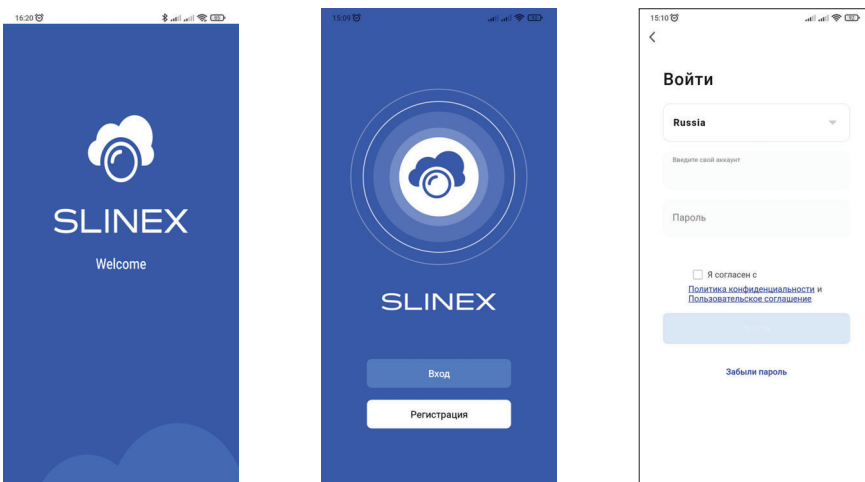 16:20
SLINEX
Welcome
15:09
SLINEX
Вход
Регистрация
15:10
Войти
Russia
Введите свой аккаунт
Пароль
Я согласен с
Политика конфиденциальности и
Пользовательское соглашение
Забыли пароль